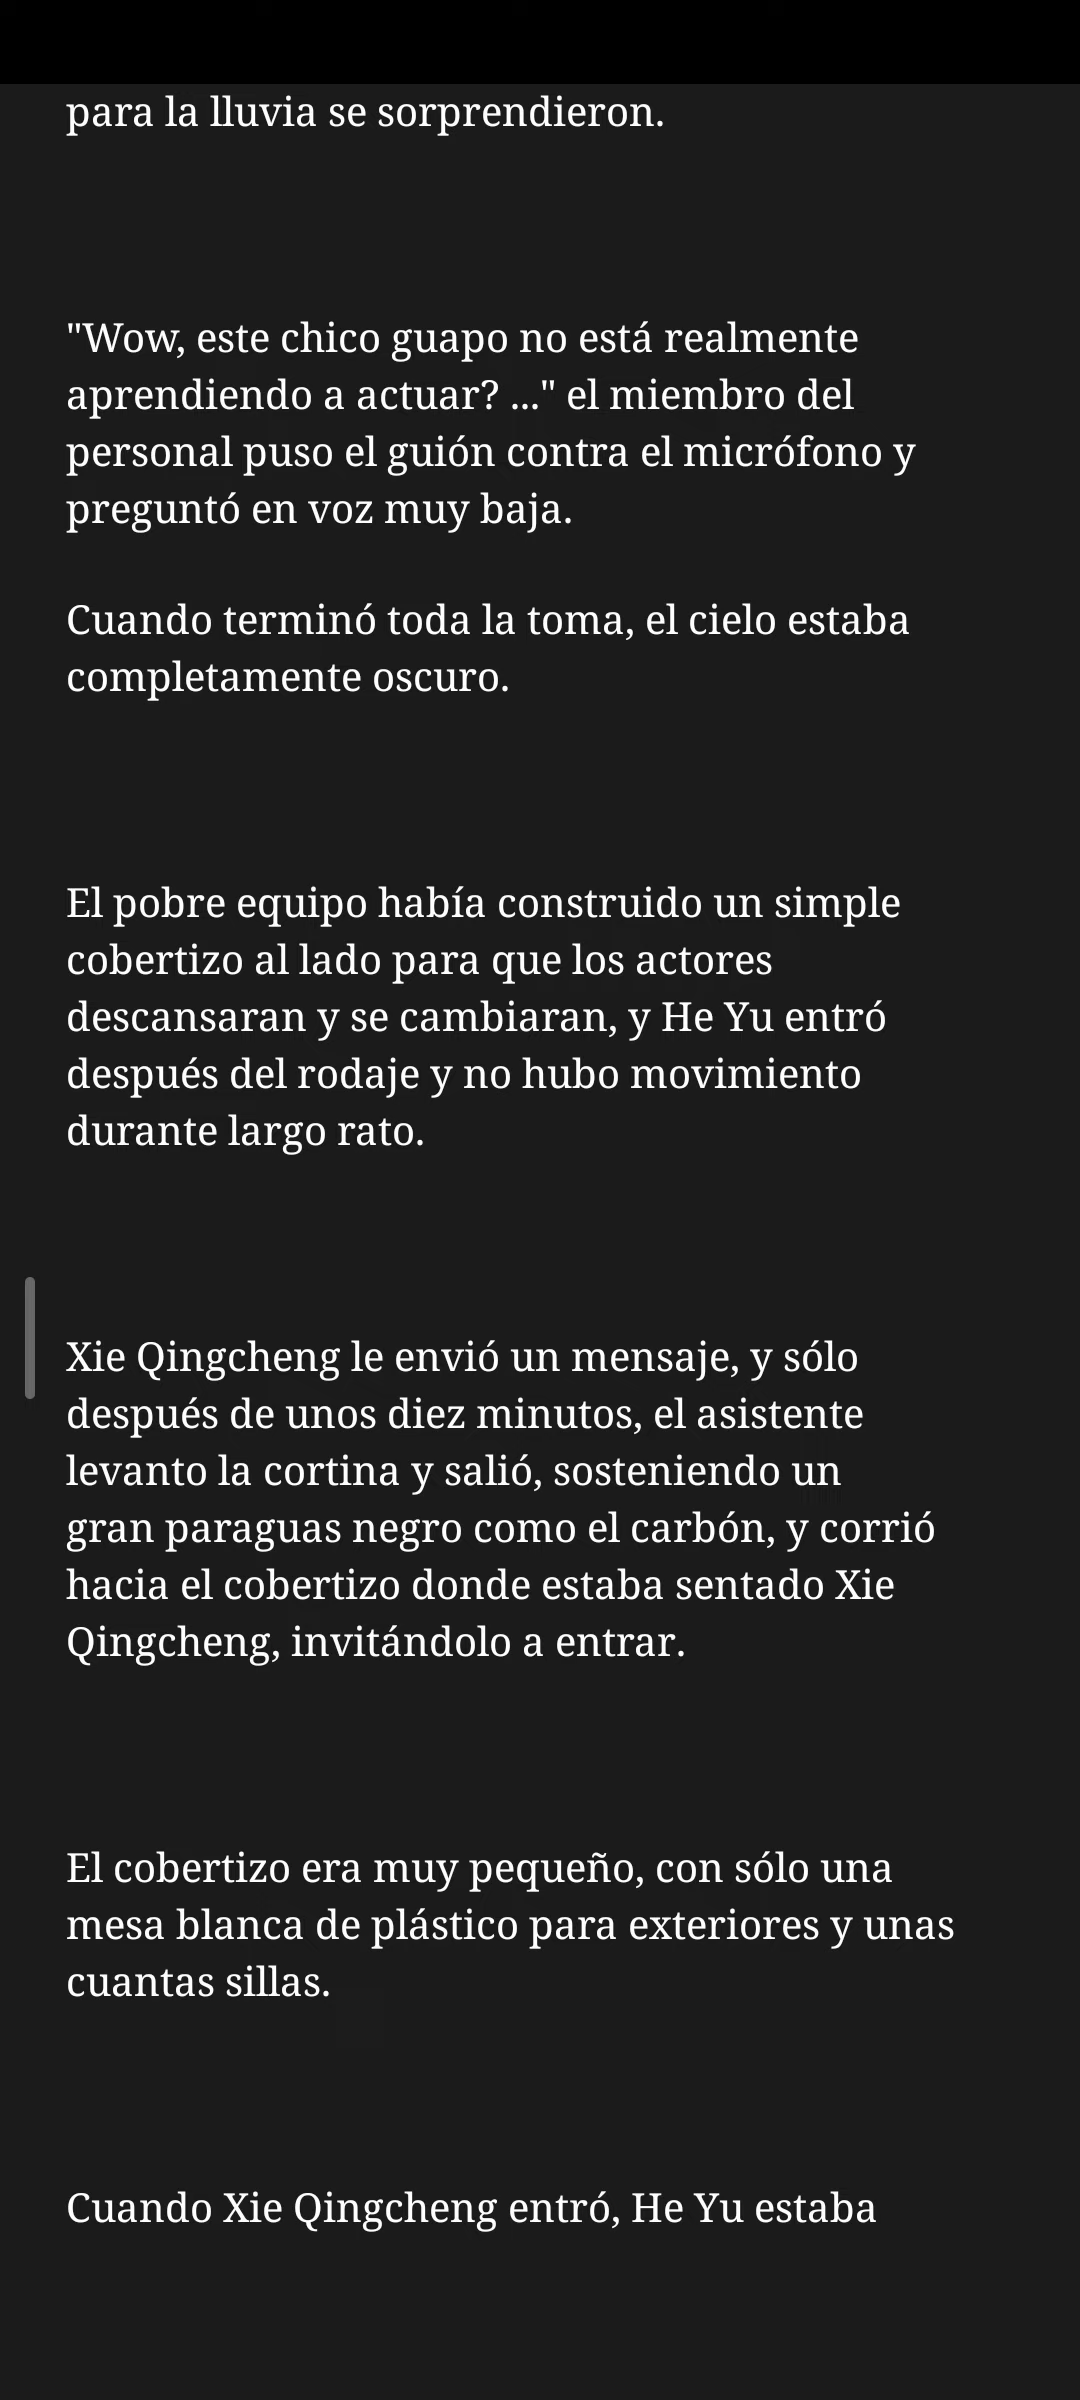 para la lluvia se sorprendieron.
"Wow, este chico guapo no está realmente
aprendiendo a actuar? ..." el miembro del
personal puso el guión contra el micrófono y
preguntó en voz muy baja.
Cuando terminó toda la toma, el cielo estaba
completamente oscuro.
El pobre equipo había construido un simple
cobertizo al lado para que los actores
descansaran y se cambiaran, y He Yu entró
después del rodaje y no hubo movimiento
durante largo rato.
Xie Qingcheng le envió un mensaje, y sólo
después de unos diez minutos, el asistente
levanto la cortina y salió, sosteniendo un
gran paraguas negro como el carbón, y corrió
hacia el cobertizo donde estaba sentado Xie
Qingcheng, invitándolo a entrar.
El cobertizo era muy pequeño, con sólo una
mesa blanca de plástico para exteriores y unas
cuantas sillas.
Cuando Xie Qingcheng entró, He Yu estaba